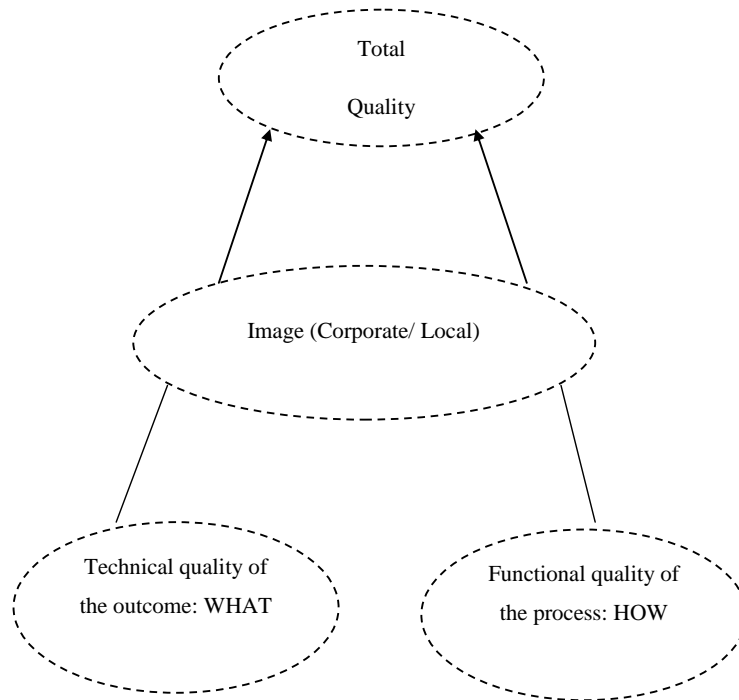 Total
Quality
Image (Corporate/ Local)
Technical quality of
the outcome: WHAT
Functional quality of
the process: HOW